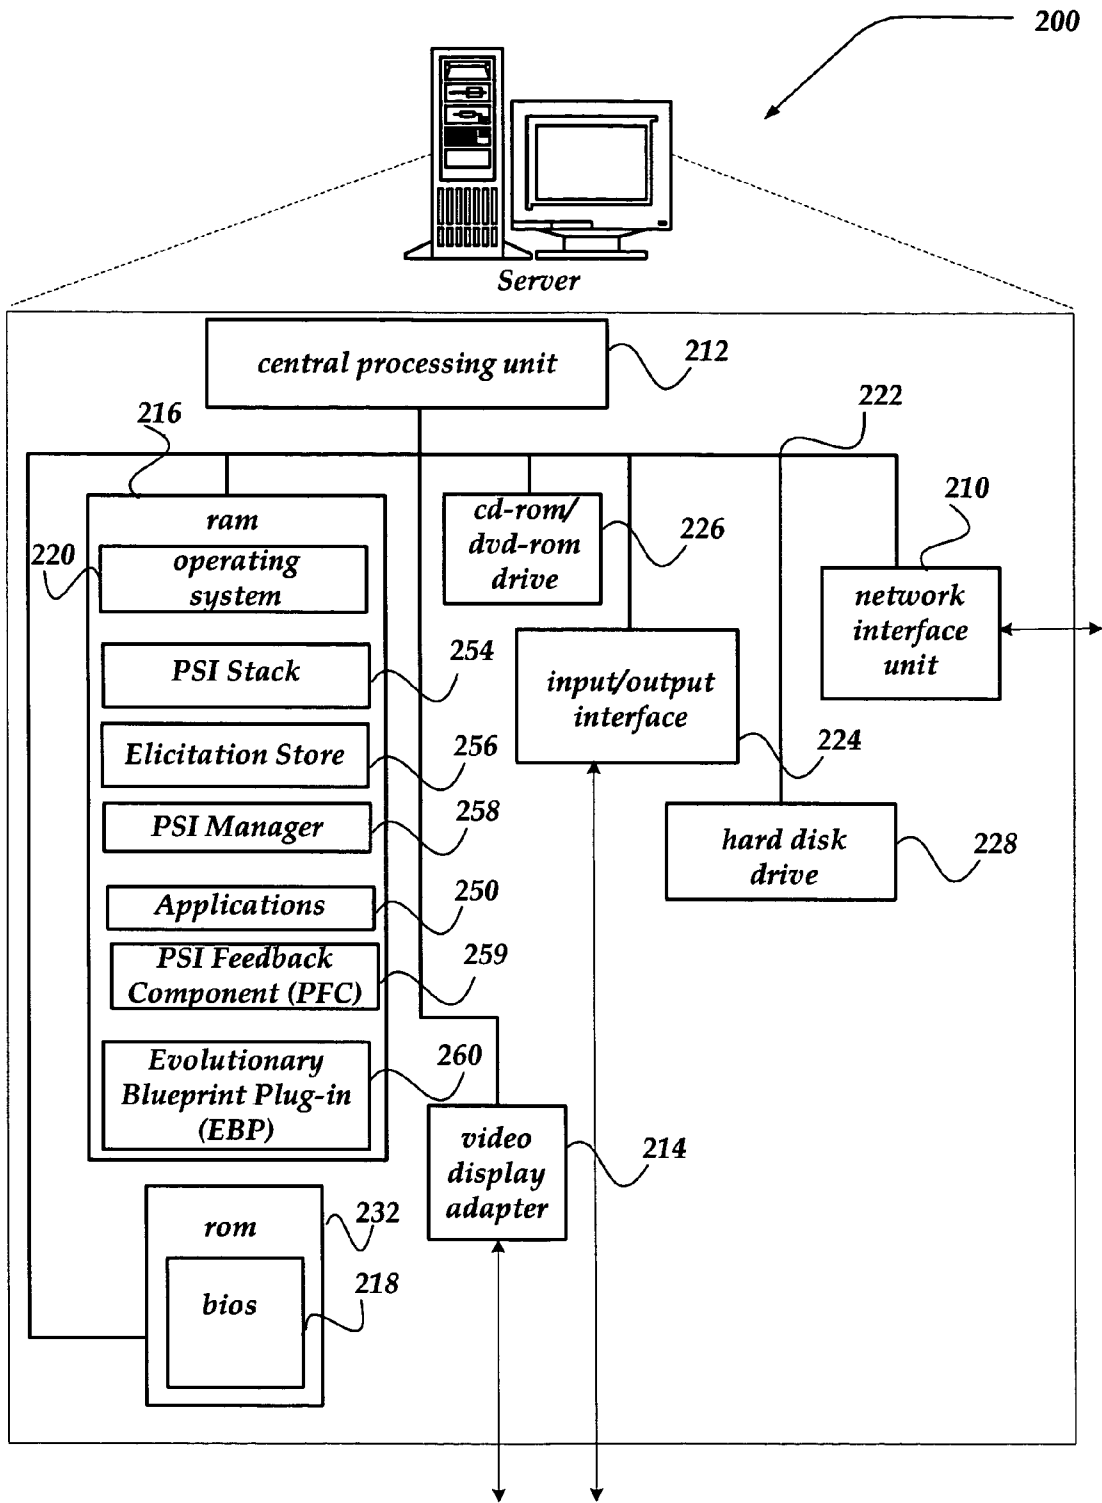 200
Server
central processing unit
212
216
222
210
ram
cd-rom/
dvd-rom
drive
226
220
operating
system
network
interface
unit
PSI Stack
254
input/output
interface
224
Elicitation Store
256
PSI Manager
258
hard disk
drive
228
Applications
250
PSI Feedback
Component (PFC)
259
Evolutionary
Blueprint Plug-in
(EBP)
260
video
display
adapter
214
rom
232
bios
218